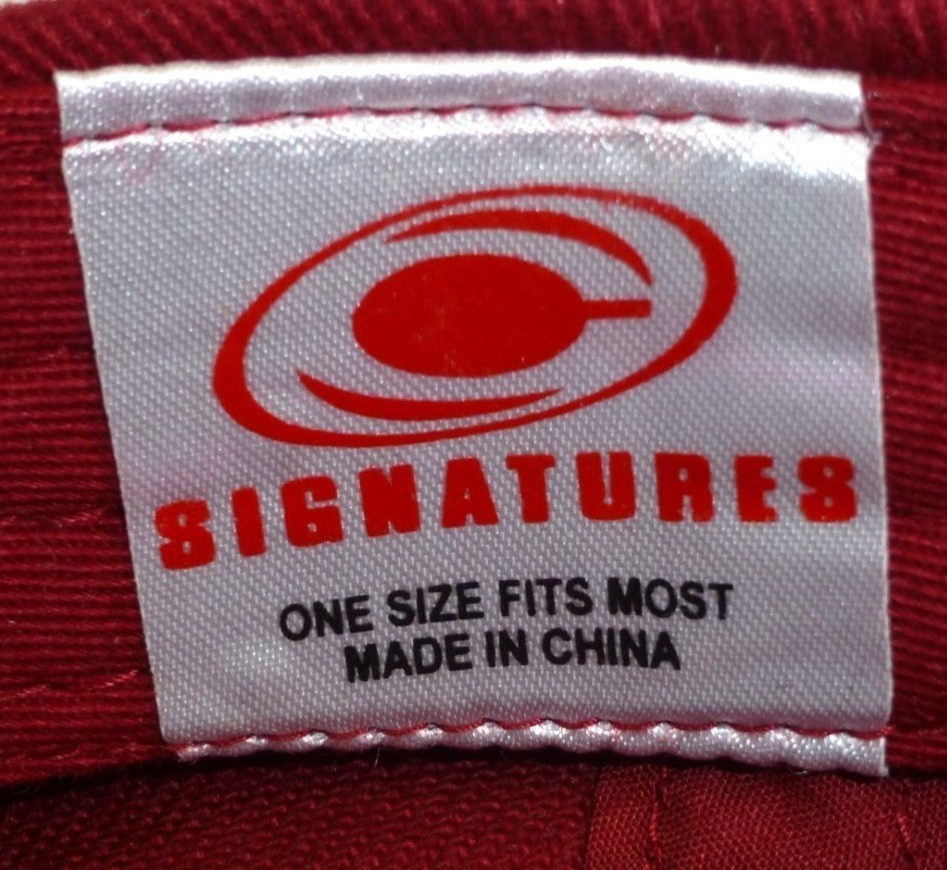 SIGNATURES
ONE SIZE FITS MOST
MADE IN CHINA